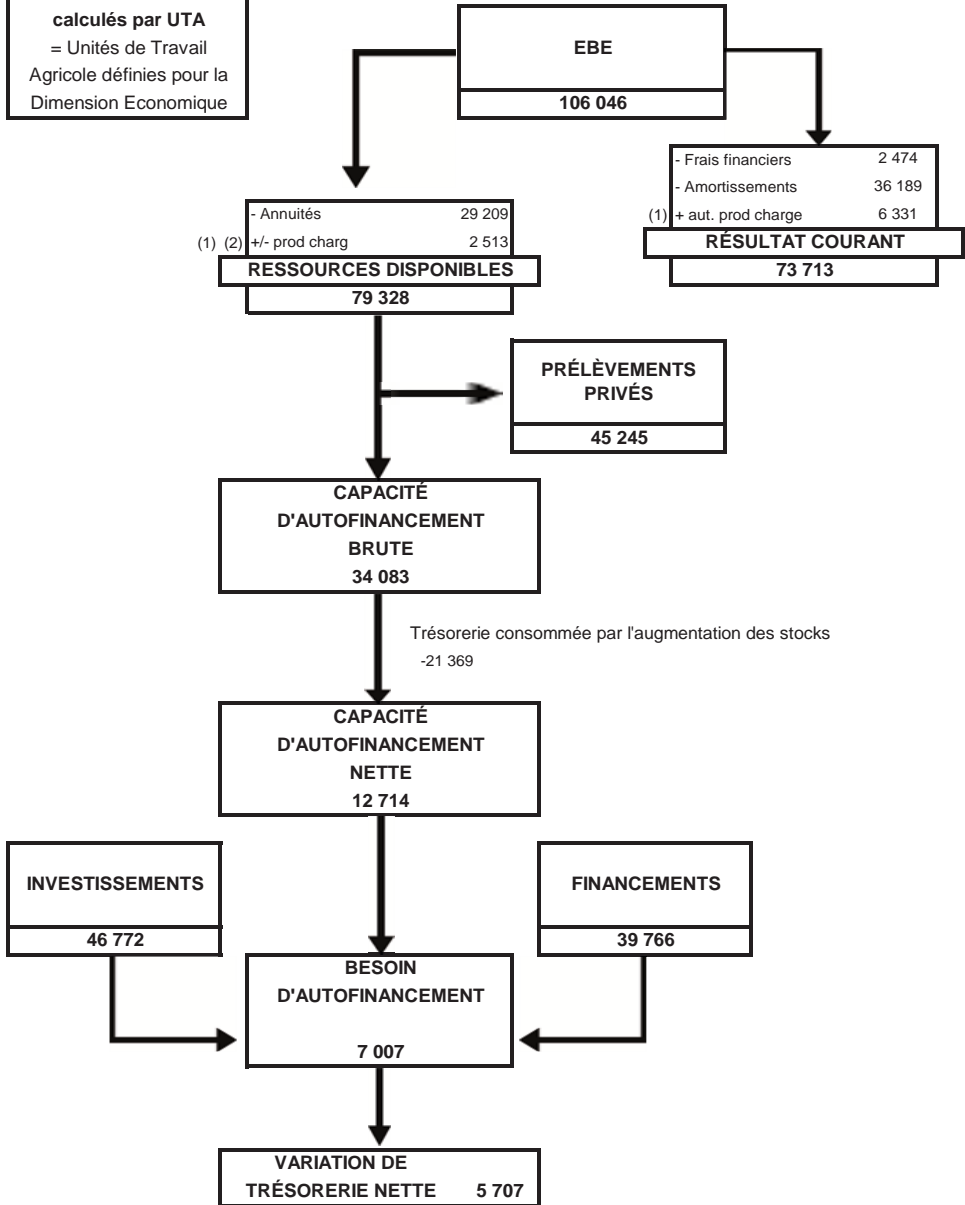 calculés par UTA
= Unités de Travail
Agricole définies pour la
Dimension Economique
EBE
106 046
- Frais financiers 2 474
- Amortissements 36 189
(1) + aut. prod charge 6 331
RÉSULTAT COURANT
73 713
- Annuités 29 209
(1) (2) +/- prod charg 2 513
RESSOURCES DISPONIBLES
79 328
PRÉLÈVEMENTS
PRIVÉS
45 245
CAPACITÉ
D'AUTOFINANCEMENT
BRUTE
34 083
Trésorerie consommée par l'augmentation des stocks
-21 369
CAPACITÉ
D'AUTOFINANCEMENT
NETTE
12 714
INVESTISSEMENTS
46 772
FINANCEMENTS
39 766
BESOIN
D'AUTOFINANCEMENT
7 007
VARIATION DE
TRÉSORERIE NETTE 5 707